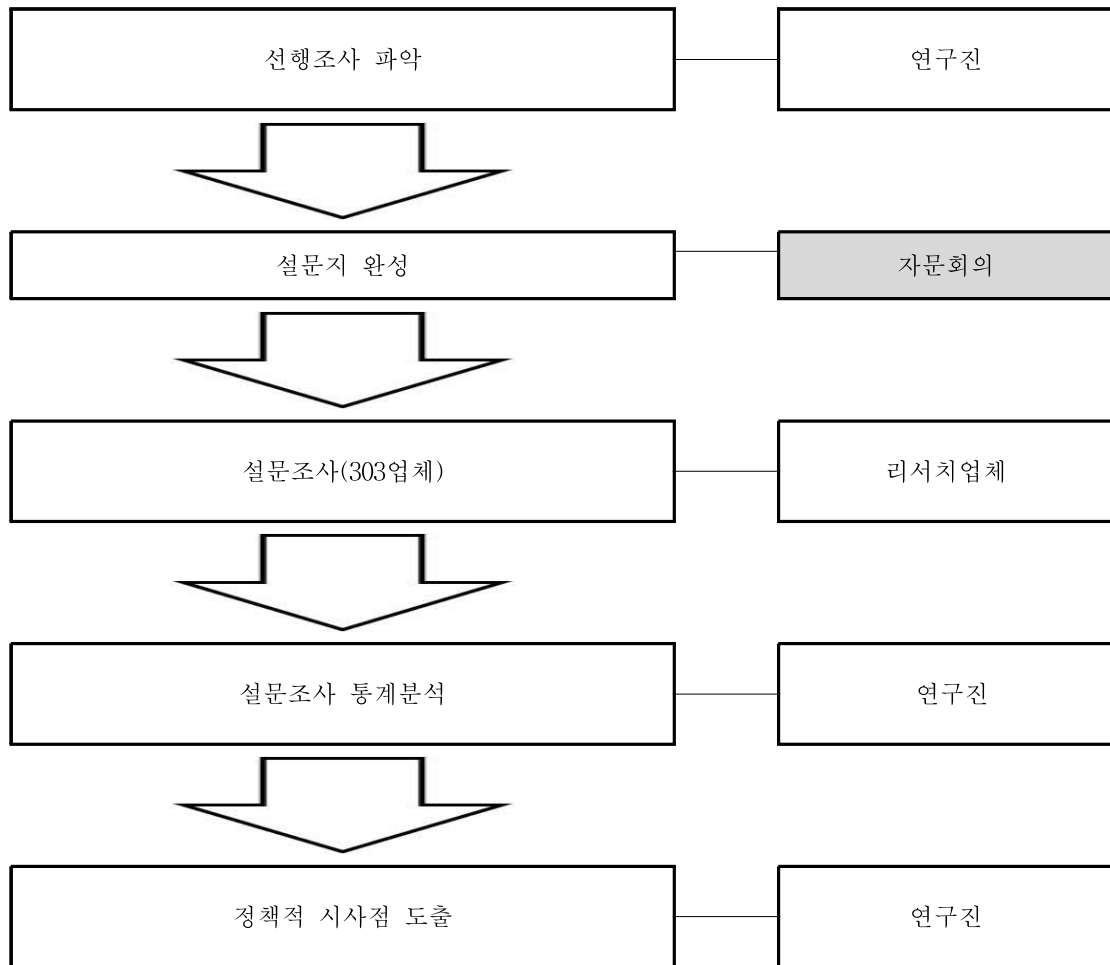 선행조사 파악
연구진
설문지 완성
자문회의
설문조사(303업체)
리서치업체
설문조사 통계분석
연구진
정책적 시사점 도출
연구진